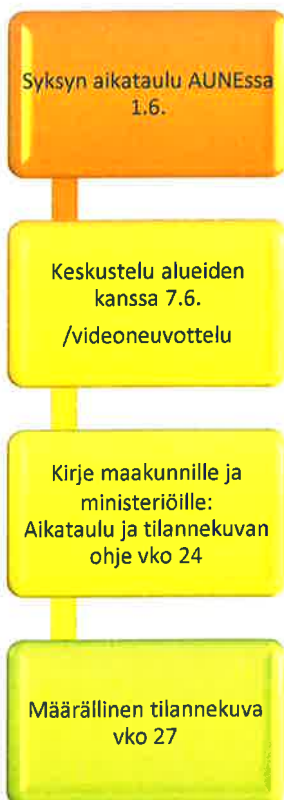 Syksyn aikataulu AUNEssa
1.6.
Keskustelu alueiden
kanssa 7.6.
/videoneuvottelu
Kirje maakunnille ja
ministeriöille:
Aikataulu ja tilannekuvan
ohje vko 24
Määrällinen tilannekuva
vko 27